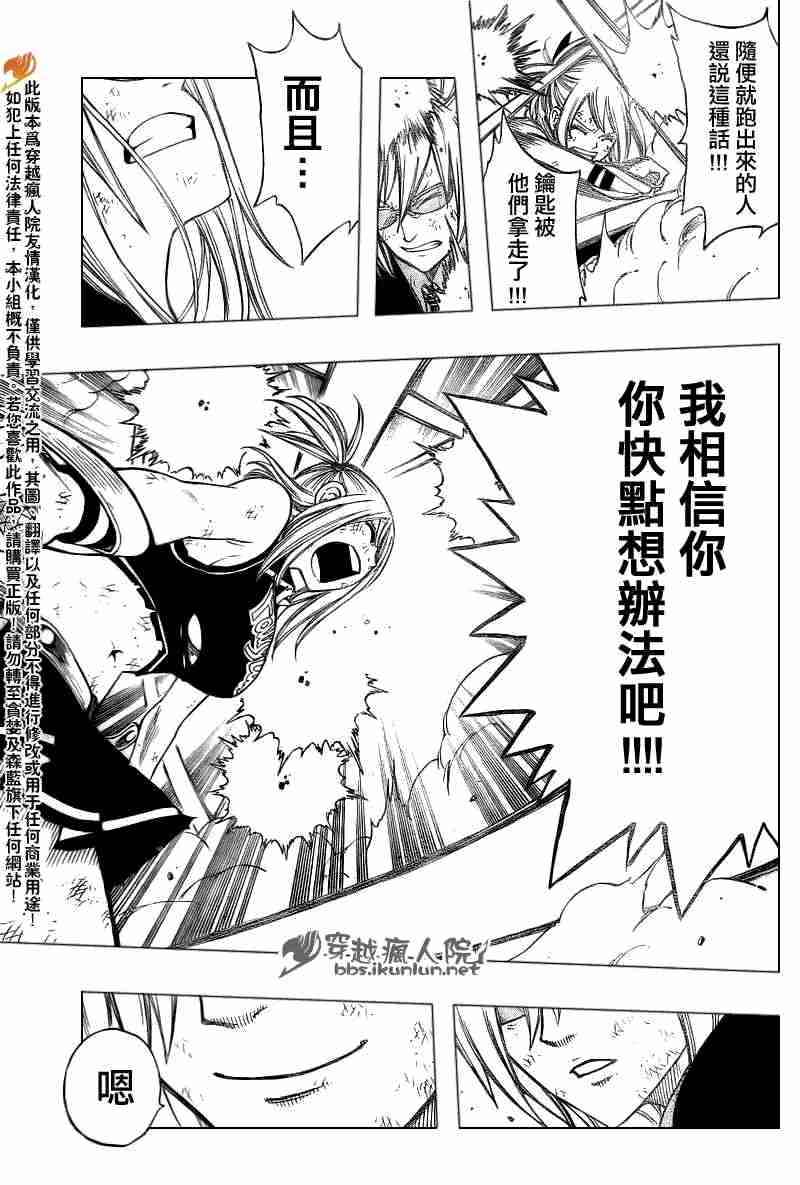 隨便就跑出來的人
還說這種話!!!
鑰匙被
他們拿走了!!!
而且…
我相信你
你快點想辦法吧!!!!
嗯
穿越瘋人院
bbs.ikunlun.net
此版本爲穿越瘋人院友情漢化，僅供學習交流之用，其圖、翻譯以及任何部分不得進行修改或用于任何商業用途！
如犯上任何法律責任，本小組概不負責。若您喜歡此作品，請購買正版！請勿轉至貪婪及森藍旗下任何網站！